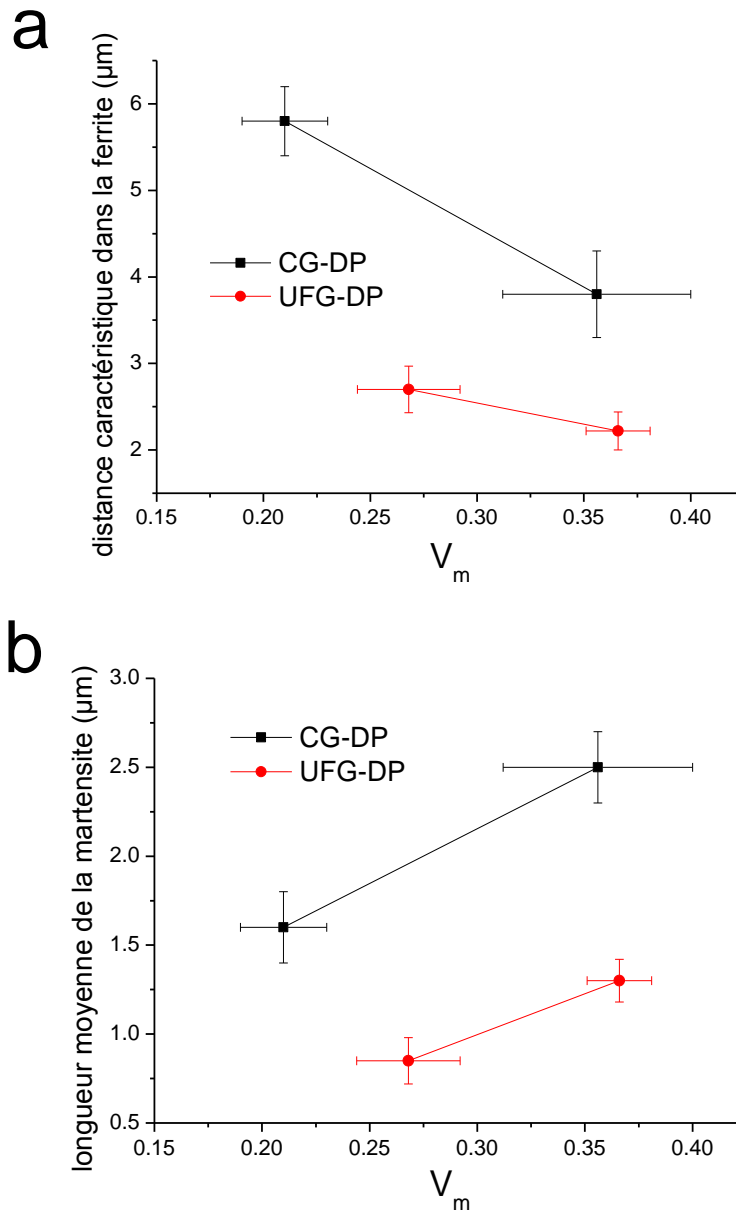 a
distance caractéristique dans la ferrite (µm)
6
5
4
3
2
CG-DP
UFG-DP
0.15 0.20 0.25 0.30 0.35 0.40
Vm
b
longueur moyenne de la martensite (µm)
3.0
2.5
2.0
1.5
1.0
0.5
CG-DP
UFG-DP
0.15 0.20 0.25 0.30 0.35 0.40
Vm